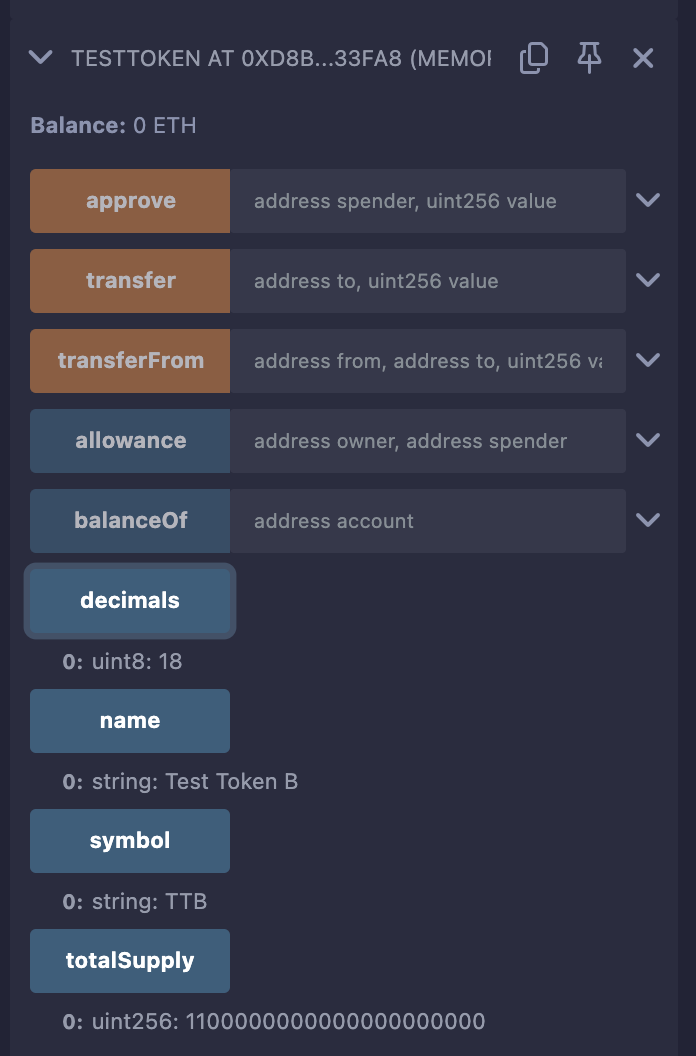 TESTTOKEN AT 0XD8B...33FA8 (MEMOR
Balance: 0 ETH
approve address spender, uint256 value
transfer address to, uint256 value
transferFrom address from, address to, uint256 va
allowance address owner, address spender
balanceOf address account
decimals
0: uint8: 18
name
0: string: Test Token B
symbol
0: string: TTB
totalSupply
0: uint256: 1100000000000000000000